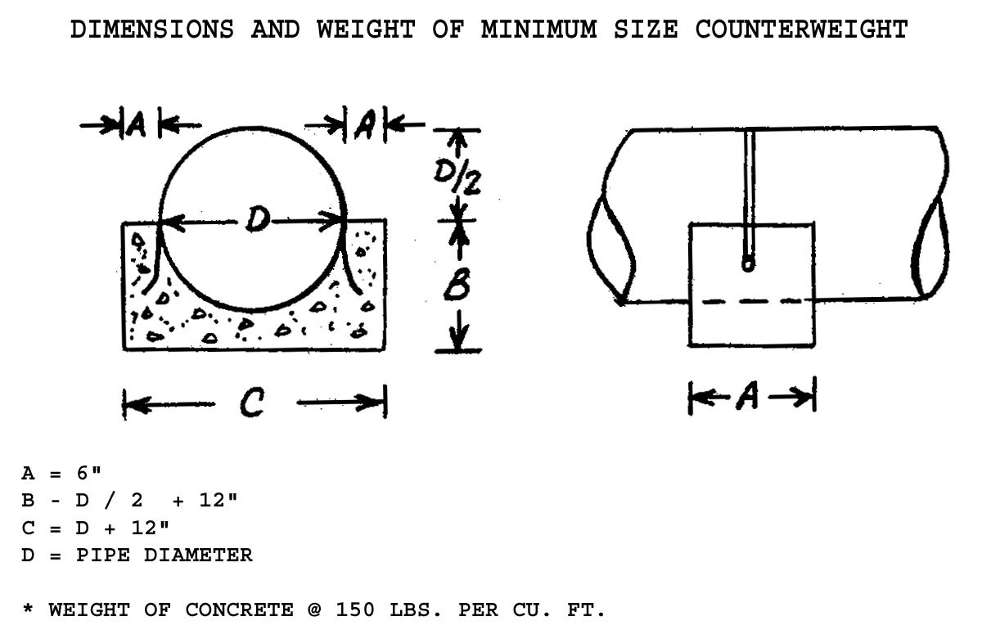 DIMENSIONS AND WEIGHT OF MINIMUM SIZE COUNTERWEIGHT
A A
D/2
D
B
C
A
A = 6"
B - D / 2 + 12"
C = D + 12"
D = PIPE DIAMETER
* WEIGHT OF CONCRETE @ 150 LBS. PER CU. FT.